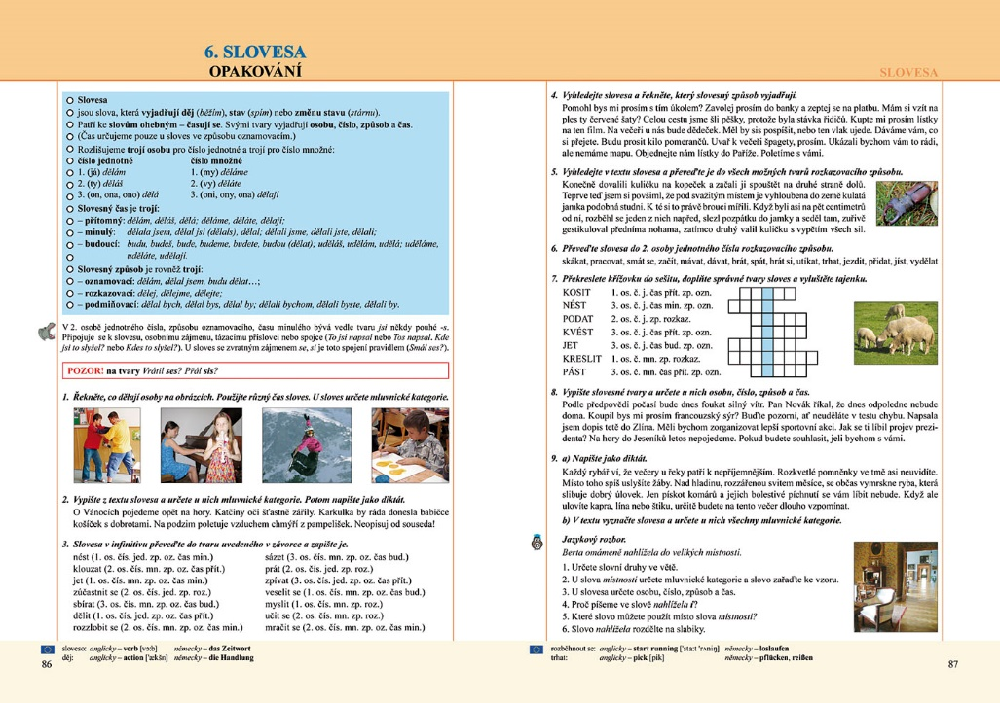 6. SLOVESA
OPAKOVÁNÍ
Slovesa
jsou slova, která vyjadřují děj (běžím), stav (spím) nebo změnu stavu (stárnu).
Patří ke slovům ohebným – časují se. Svými tvary vyjadřují osobu, číslo, způsob a čas.
(Čas určujeme pouze u sloves ve způsobu oznamovacím.)
Rozlišujeme trojí osobu pro číslo jednotné a trojí pro číslo množné:
číslo jednotné číslo množné
1. (já) dělám 1. (my) děláme
2. (ty) děláš 2. (vy) děláte
3. (on, ona, ono) dělá 3. (oni, ony, ona) dělají
Slovesný čas je trojí:
– přítomný: dělám, děláš, dělá; děláme, děláte, dělají;
– minulý: dělala jsem, dělal jsi (dělals), dělal; dělali jsme, dělali jste, dělali;
– budoucí: budu, budeš, bude, budeme, budete, budou (dělat); uděláš, udělám, udělá; uděláme,
uděláte, udělají.
Slovesný způsob je rovněž trojí:
– oznamovací: dělám, dělal jsem, budu dělat…;
– rozkazovací: dělej, dělejme, dělejte;
– podmiňovací: dělal bych, dělal bys, dělal by; dělali bychom, dělali byste, dělali by.
V 2. osobě jednotného čísla, způsobu oznamovacího, času minulého bývá vedle tvaru jsi někdy pouhé -s.
Připojuje se k slovesu, osobnímu zájmenu, tázacímu příslovci nebo spojce (To jsi napsal nebo Tos napsal. Kde
jsi to slyšel? nebo Kdes to slyšel?). U sloves se zvratným zájmenem se, si je toto spojení pravidlem (Smál ses?).
POZOR! na tvary Vrátil ses? Přál sis?
1. Řekněte, co dělají osoby na obrázcích. Použijte různý čas sloves. U sloves určete mluvnické kategorie.
2. Vypište z textu slovesa a určete u nich mluvnické kategorie. Potom napište jako diktát.
O Vánocích pojedeme opět na hory. Katčiny oči šťastně zářily. Karkulka by ráda donesla babičce
košíček s dobrotami. Na podzim poletuje vzduchem chmýří z pampelišek. Neopisuj od souseda!
3. Slovesa v infinitivu převeďte do tvaru uvedeného v závorce a zapište je.
nést (1. os. čís. jed. zp. oz. čas min.) sázet (3. os. čís. mn. zp. oz. čas bud.)
klouzat (2. os. čís. mn. zp. oz. čas přít.) prát (2. os. čís. mn. zp. roz.)
jet (1. os. čís. mn. zp. oz. čas min.) zpívat (3. os. čís. mn. zp. oz. čas přít.)
zúčastnit se (2. os. čís. jed. zp. roz.) veselit se (1. os. čís. mn. zp. oz. čas bud.)
sbírat (3. os. čís. mn. zp. oz. čas bud.) myslit (1. os. čís. mn. zp. roz.)
dělit (1. os. čís. jed. zp. oz. čas přít.) učit se (2. os. čís. mn. zp. roz.)
rozzlobit se (2. os. čís. mn. zp. oz. čas min.) mračit se (2. os. čís. mn. zp. oz. čas min.)
sloveso: anglicky – verb [vɜ:b] německy – das Zeitwort
děj: anglicky – action ['ækšn] německy – die Handlung
86
SLOVESA
4. Vyhledejte slovesa a řekněte, který slovesný způsob vyjadřují.
Pomohl bys mi prosím s tím úkolem? Zavolej prosím do banky a zeptej se na platbu. Mám si vzít na
ples ty červené šaty? Celou cestu jsme šli pěšky, protože byla stávka řidičů. Kupte mi prosím lístky
na ten film. Na večeři u nás bude dědeček. Měl by sis pospíšit, nebo ten vlak ujede. Dáváme vám, co
si přejete. Budu prosit kilo pomerančů. Uvař k večeři špagety, prosím. Ukázali bychom vám to rádi,
ale nemáme mapu. Objednejte nám lístky do Paříže. Poletíme s vámi.
5. Vyhledejte v textu slovesa a převeďte je do všech možných tvarů rozkazovacího způsobu.
Konečně dovalili kuličku na kopeček a začali ji spouštět na druhé straně dolů.
Teprve teď jsem si povšiml, že pod svažitým místem je vyhloubena do země kulatá
jamka podobná studni. K té si to právě brouci mířili. Když byli asi na pět centimetrů
od ní, rozběhl se jeden z nich napřed, slezl pozpátku do jamky a seděl tam, zuřivě
gestikuloval předníma nohama, zatímco druhý valil kuličku s vypětím všech sil.
6. Převeďte slovesa do 2. osoby jednotného čísla rozkazovacího způsobu.
skákat, pracovat, smát se, začít, mávat, dávat, brát, spát, hrát si, utíkat, trhat, jezdit, přidat, jíst, vydělat
7. Překreslete křížovku do sešitu, doplňte správné tvary sloves a vyluštěte tajenku.
KOSIT 1. os. č. j. čas přít. zp. ozn.
NÉST 3. os. č. j. čas min. zp. ozn.
PODAT 2. os. č. j. zp. rozkaz.
KVÉST 3. os. č. j. čas přít. zp. ozn.
JET 3. os. č. j. čas bud. zp. ozn.
KRESLIT 1. os. č. mn. zp. rozkaz.
PÁST 3. os. č. mn. čas přít. zp. ozn.
8. Vypište slovesné tvary a určete u nich osobu, číslo, způsob a čas.
Podle předpovědi počasí bude dnes foukat silný vítr. Pan Novák říkal, že dnes odpoledne nebude
doma. Koupil bys mi prosím francouzský sýr? Buďte pozorní, ať neuděláte v testu chybu. Napsala
jsem dopis tetě do Zlína. Měli bychom zorganizovat lepší sportovní akci. Jak se ti líbil projev prezi-
denta? Na hory do Jeseníků letos nepojedeme. Pokud budete souhlasit, jeli bychom s vámi.
9. a) Napište jako diktát.
Každý rybář ví, že večery u řeky patří k nepříjemnějším. Rozkvetlé pomněnky ve tmě asi neuvidíte.
Místo toho spíš uslyšíte žáby. Nad hladinu, rozzářenou svitem měsíce, se občas vymrskne ryba, která
slibuje dobrý úlovek. Jen pískot komárů a jejich bolestivé píchnutí se vám líbit nebude. Když ale
ulovíte kapra, lína nebo štiku, určitě budete na tento večer dlouho vzpomínat.
b) V textu vyznačte slovesa a určete u nich všechny mluvnické kategorie.
Jazykový rozbor.
Berta omámeně nahlížela do velikých místností.
1. Určete slovní druhy ve větě.
2. U slova místností určete mluvnické kategorie a slovo zařaďte ke vzoru.
3. U slovesa určete osobu, číslo, způsob a čas.
4. Proč píšeme ve slově nahlížela í?
5. Které slovo můžete použít místo slova místností?
6. Slovo nahlížela rozdělte na slabiky.
rozběhnout se: anglicky – start running ['sta:t 'rʌniŋ] německy – loslaufen
trhat: anglicky – pick [pik] německy – pflücken, reißen
87